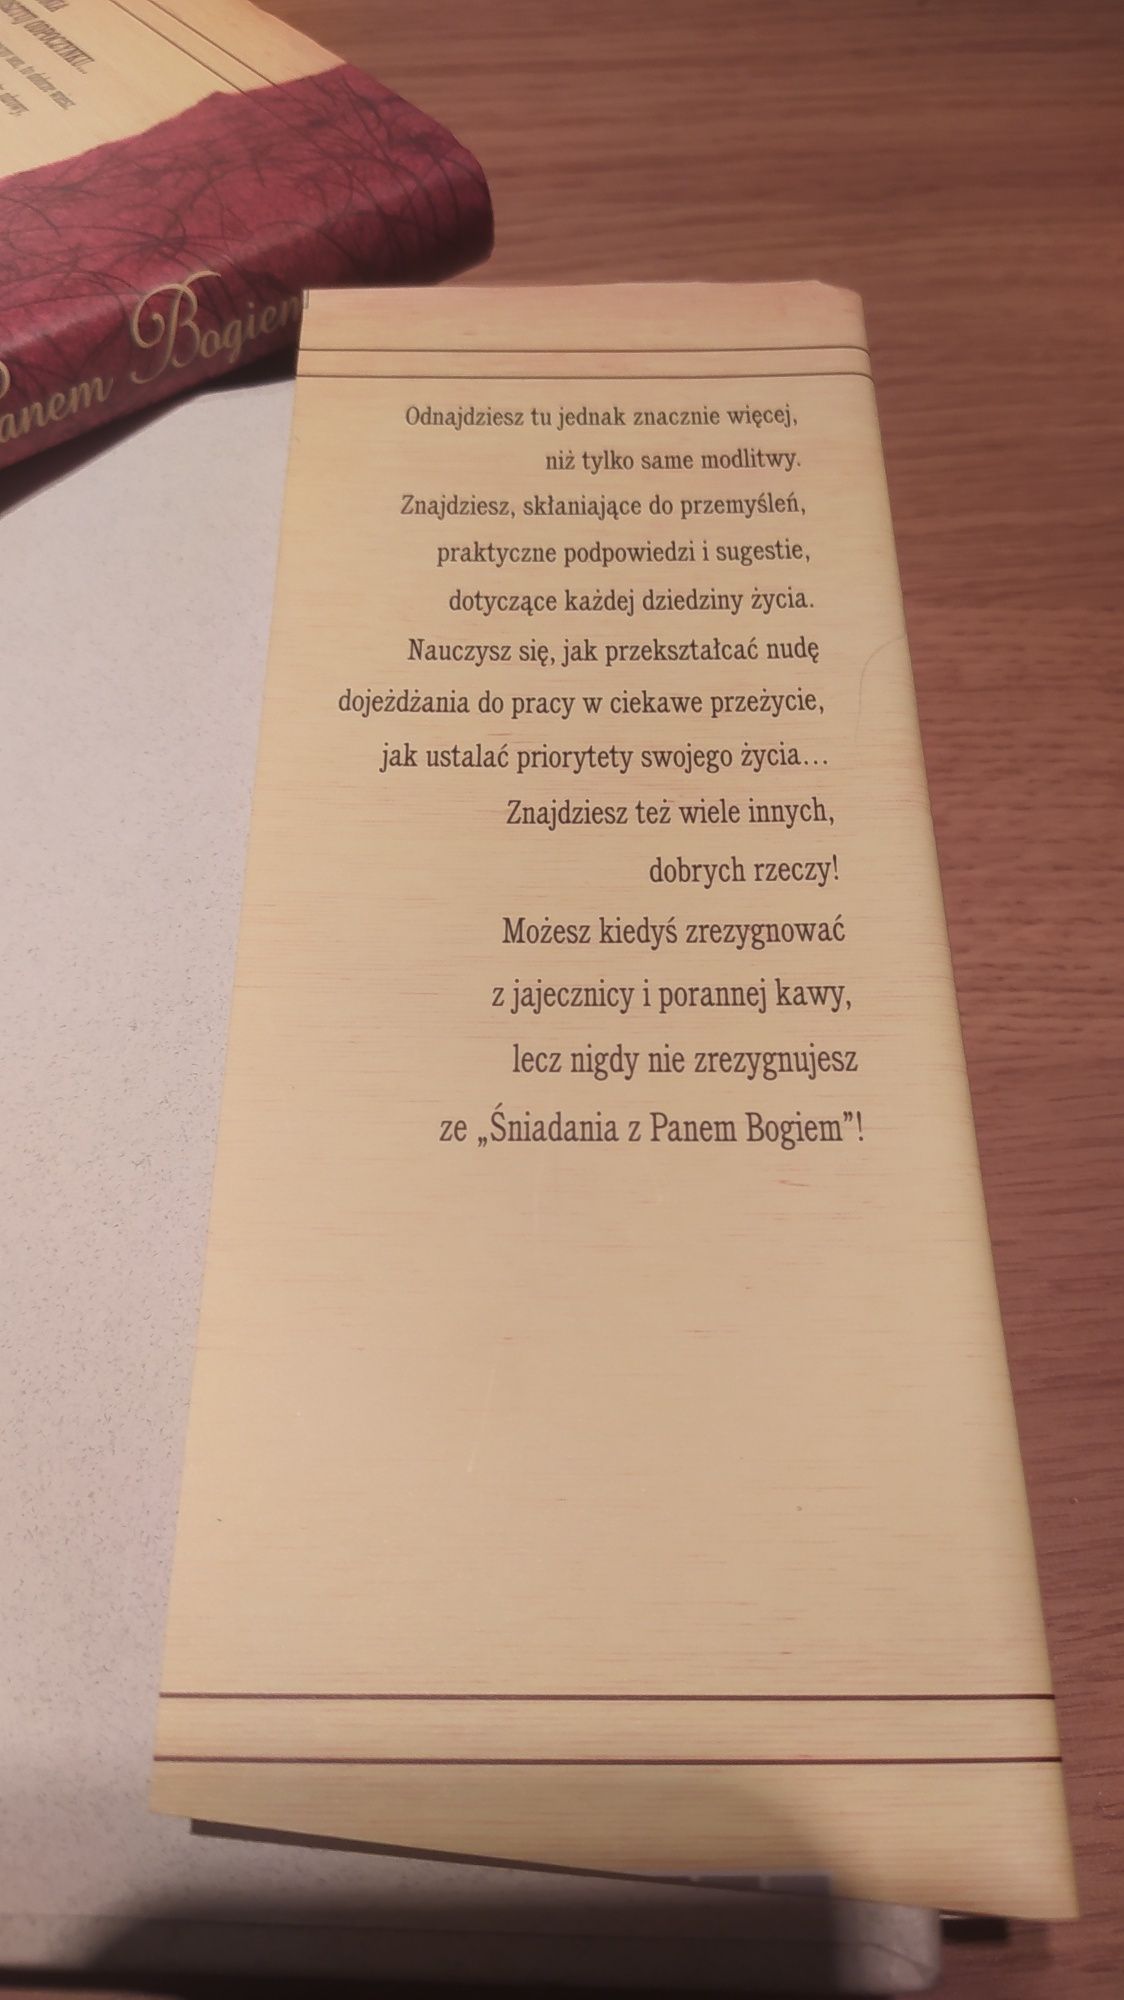 ODPOCZYNKU...
Panem Bogiem
Odnajdziesz tu jednak znacznie więcej,
niż tylko same modlitwy.
Znajdziesz, skłaniające do przemyśleń,
praktyczne podpowiedzi i sugestie,
dotyczące każdej dziedziny życia.
Nauczysz się, jak przekształcać nudę
dojeżdżania do pracy w ciekawe przeżycie,
jak ustalać priorytety swojego życia...
Znajdziesz też wiele innych,
dobrych rzeczy!
Możesz kiedyś zrezygnować
z jajecznicy i porannej kawy,
lecz nigdy nie zrezygnujesz
ze „Śniadania z Panem Bogiem”!